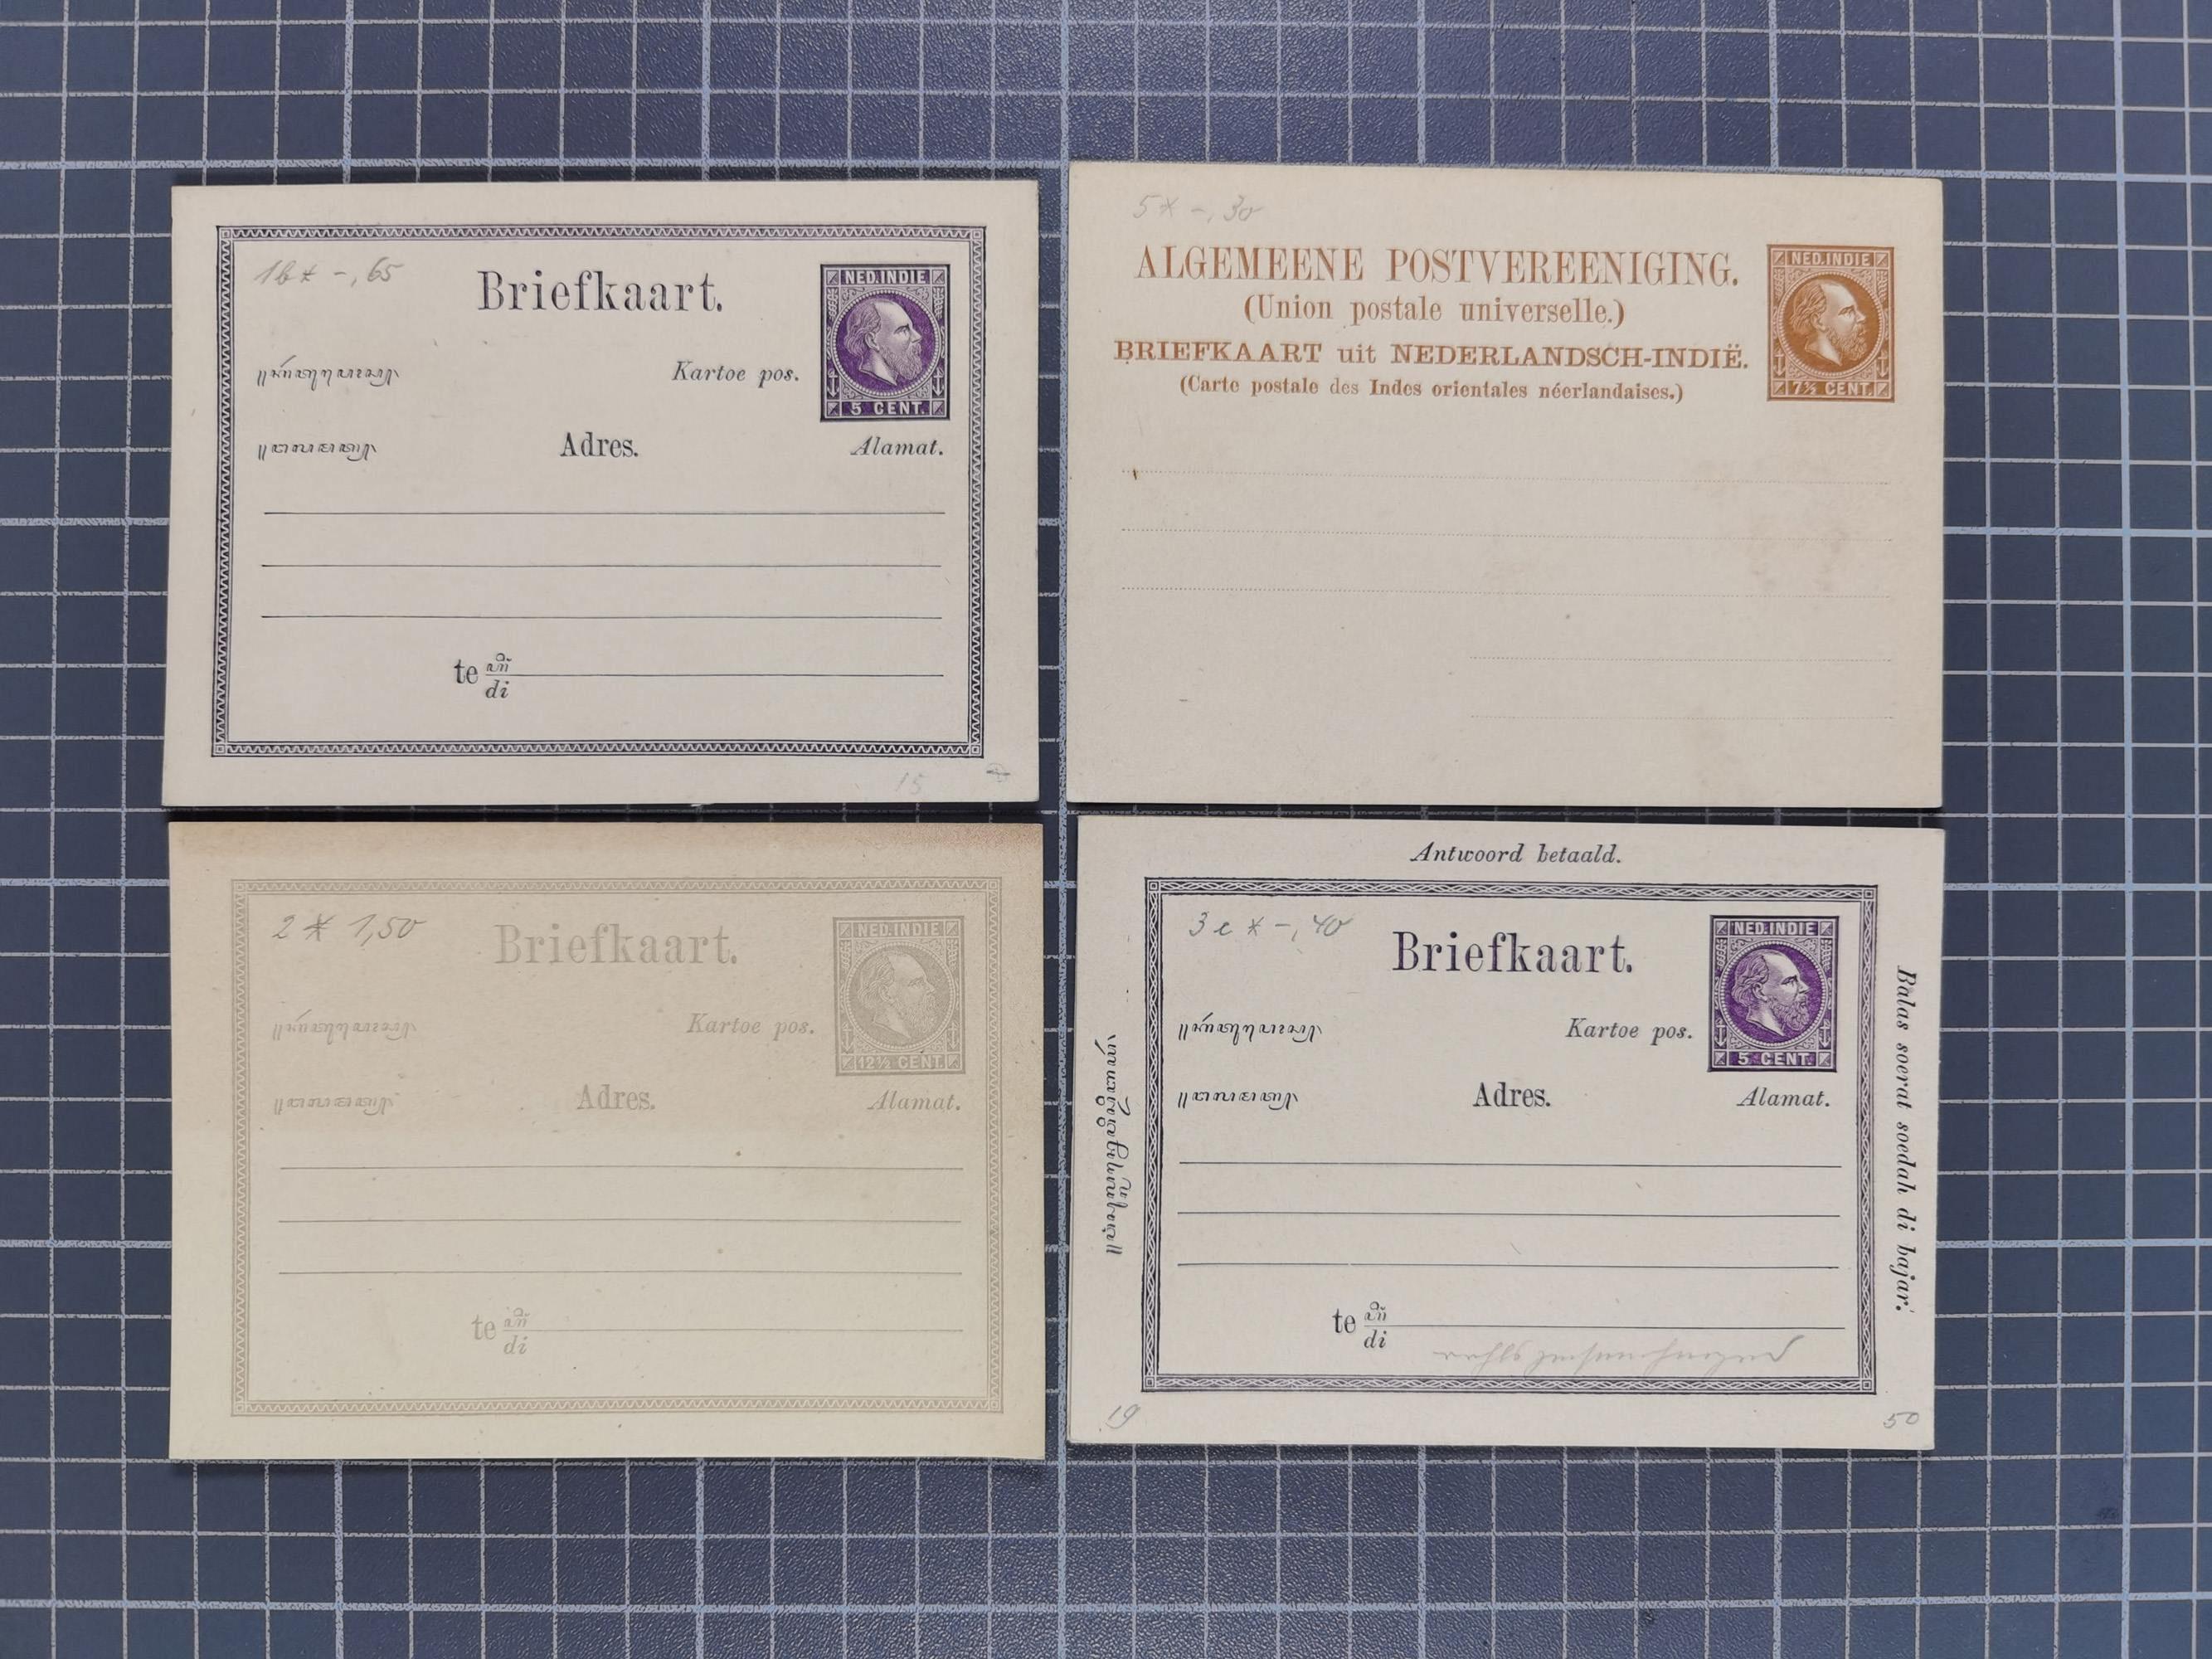 1b * -,65
Briefkaart.
NED. INDIE
Kartoe pos.
5 CENT.
Adres.
Alamat.
te
di
15
5 * -,30
ALGEMEENE POSTVEREENIGING.
(Union postale universelle.)
BRIEFKAART uit NEDERLANDSCH-INDIË.
(Carte postale des Indes orientales néerlandaises.)
NED. INDIE
7½ CENT.
2 * 1,50
Briefkaart.
NED. INDIE
Kartoe pos.
12½ CENT.
Adres.
Alamat.
te
di
Antwoord betaald.
3c * -,40
Briefkaart.
NED. INDIE
Kartoe pos.
5 CENT.
Adres.
Alamat.
te
di
Balas soerat soedah di bajar.
19
50